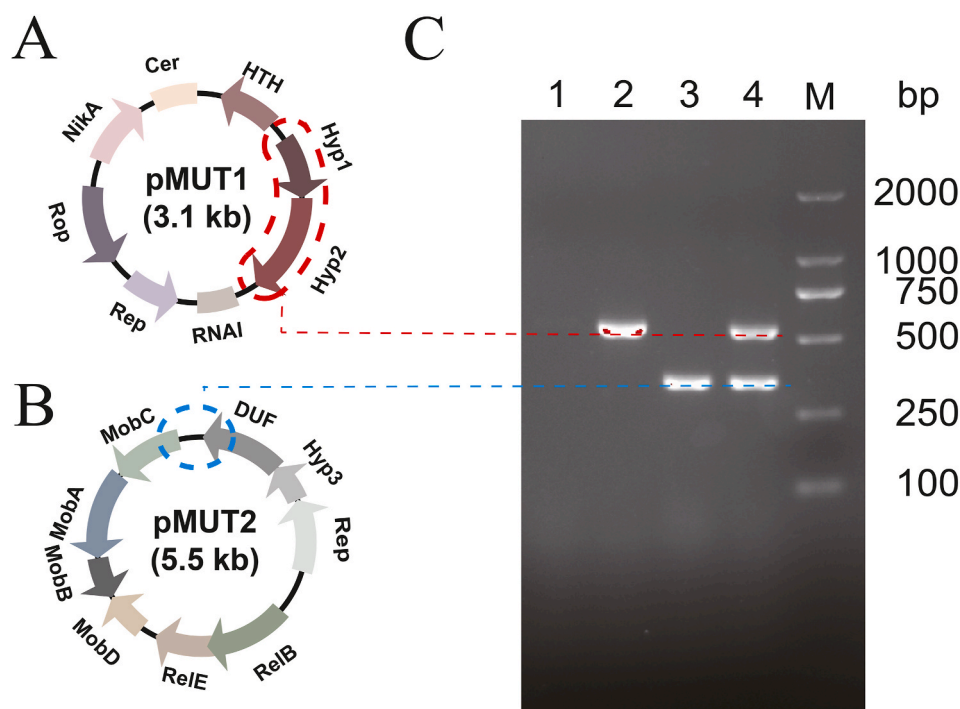 A
Cer
HTH
NikA
Hyp1
pMUT1
(3.1 kb)
Rop
Hyp2
Rep
RNAI
B
MobC
DUF
Hyp3
MobA
pMUT2
(5.5 kb)
Rep
MobB
MobD
RelE
RelB
C
1 2 3 4 M bp
2000
1000
750
500
250
100